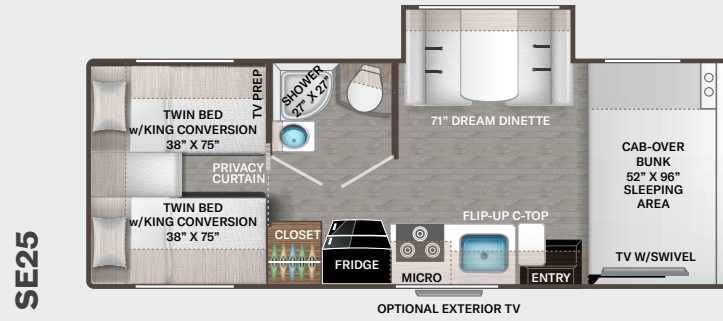 SE25
TWIN BED
w/KING CONVERSION
38" X 75"
TV PREP
SHOWER
27" X 27"
71" DREAM DINETTE
CAB-OVER
BUNK
52" X 96"
SLEEPING
AREA
PRIVACY
CURTAIN
TWIN BED
w/KING CONVERSION
38" X 75"
CLOSET
FRIDGE
MICRO
FLIP-UP C-TOP
ENTRY
TV W/SWIVEL
OPTIONAL EXTERIOR TV